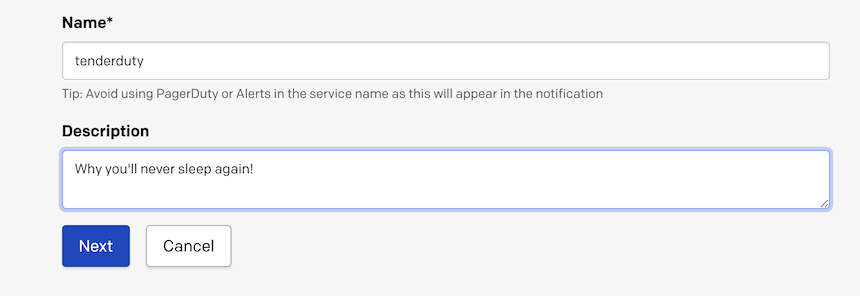 Name*
tenderduty
Tip: Avoid using PagerDuty or Alerts in the service name as this will appear in the notification
Description
Why you'll never sleep again!
Next Cancel